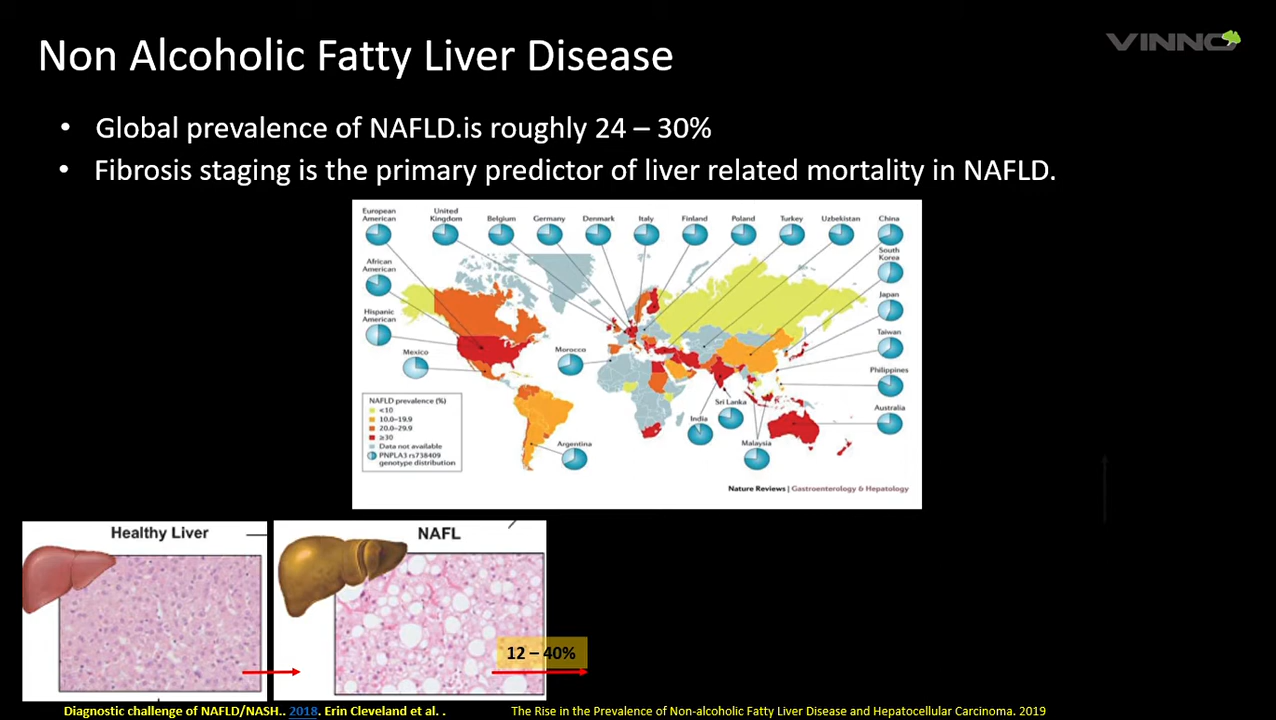 Non Alcoholic Fatty Liver Disease
VINNO
• Global prevalence of NAFLD.is roughly 24 – 30%
• Fibrosis staging is the primary predictor of liver related mortality in NAFLD.
European American
United Kingdom
Belgium
Germany
Denmark
Italy
Finland
Poland
Turkey
Uzbekistan
China
South Korea
African American
Japan
Hispanic American
Taiwan
Mexico
Morocco
Philippines
NAFLD prevalence (%)
<10
10.0–19.9
20.0–29.9
≥30
Data not available
PNPLA3 rs738409
genotype distribution
Sri Lanka
India
Australia
Argentina
Malaysia
Nature Reviews | Gastroenterology & Hepatology
Healthy Liver
NAFL
12 – 40%
Diagnostic challenge of NAFLD/NASH.. 2018. Erin Cleveland et al. .
The Rise in the Prevalence of Non-alcoholic Fatty Liver Disease and Hepatocellular Carcinoma. 2019